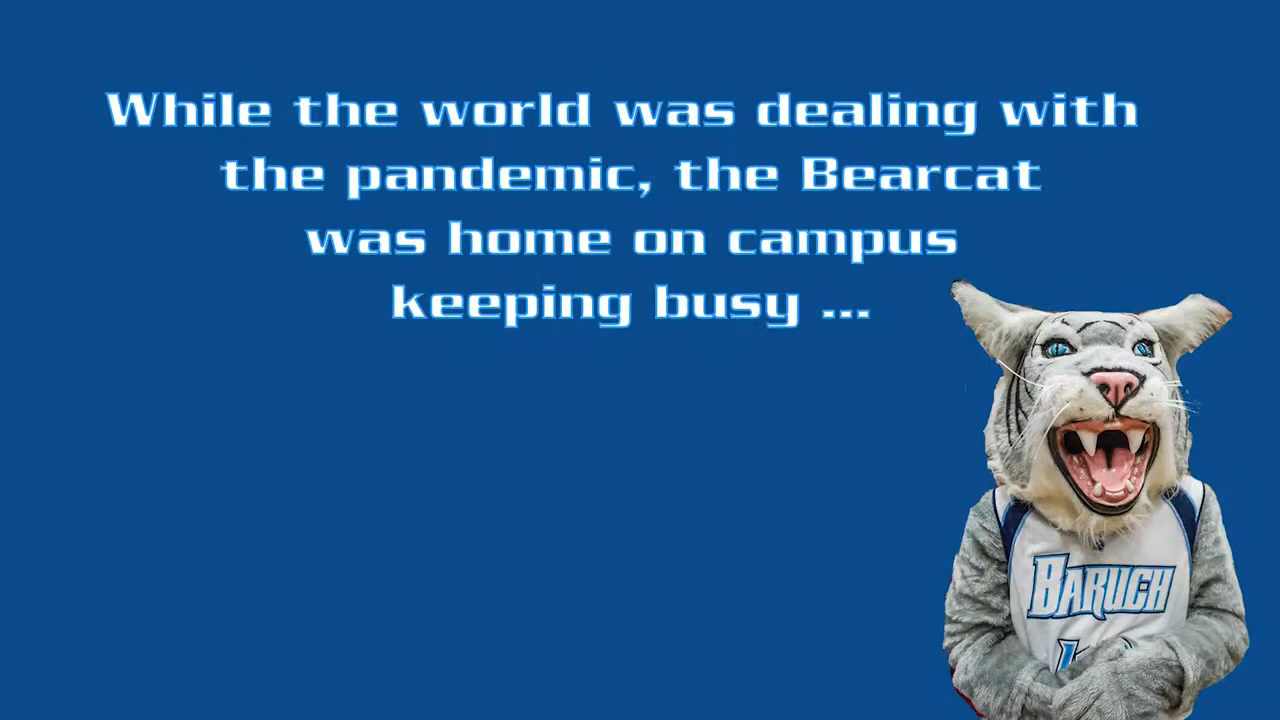 While the world was dealing with
the pandemic, the Bearcat
was home on campus
keeping busy ...
BARUCH